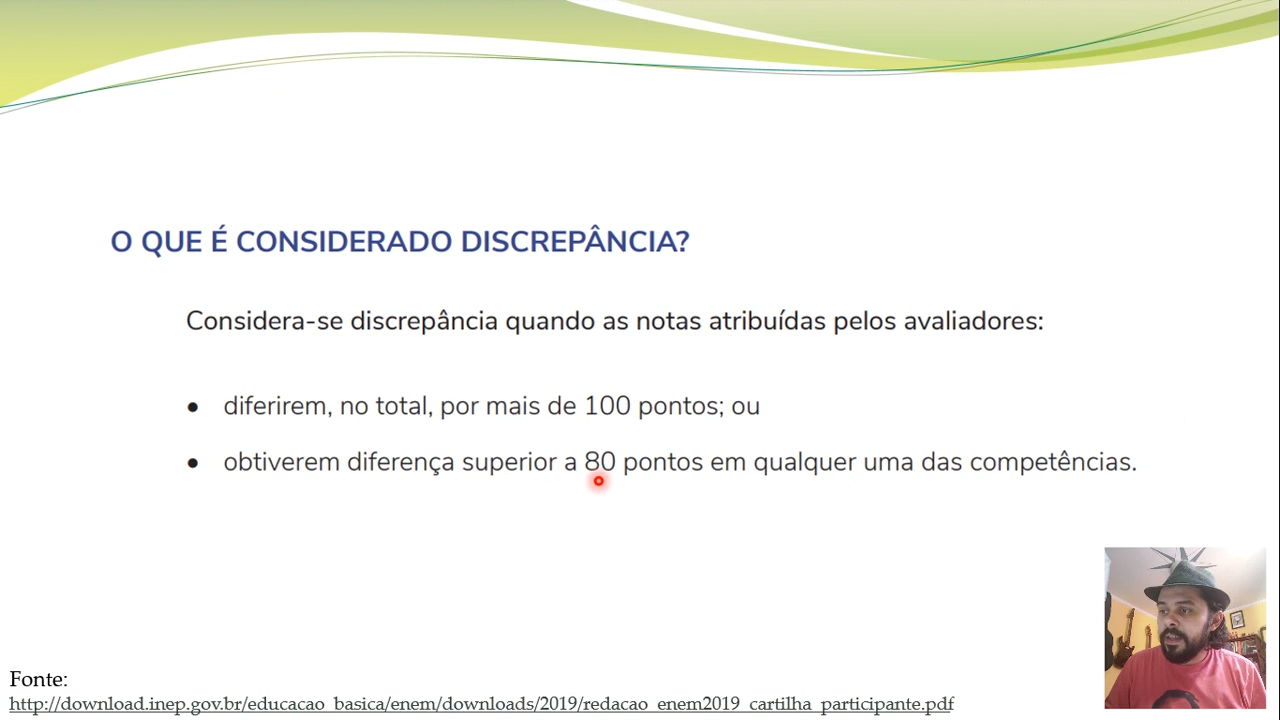 O QUE É CONSIDERADO DISCREPÂNCIA?
Considera-se discrepância quando as notas atribuídas pelos avaliadores:
• diferirem, no total, por mais de 100 pontos; ou
• obtiverem diferença superior a 80 pontos em qualquer uma das competências.
Fonte:
http://download.inep.gov.br/educacao_basica/enem/downloads/2019/redacao_enem2019_cartilha_participante.pdf